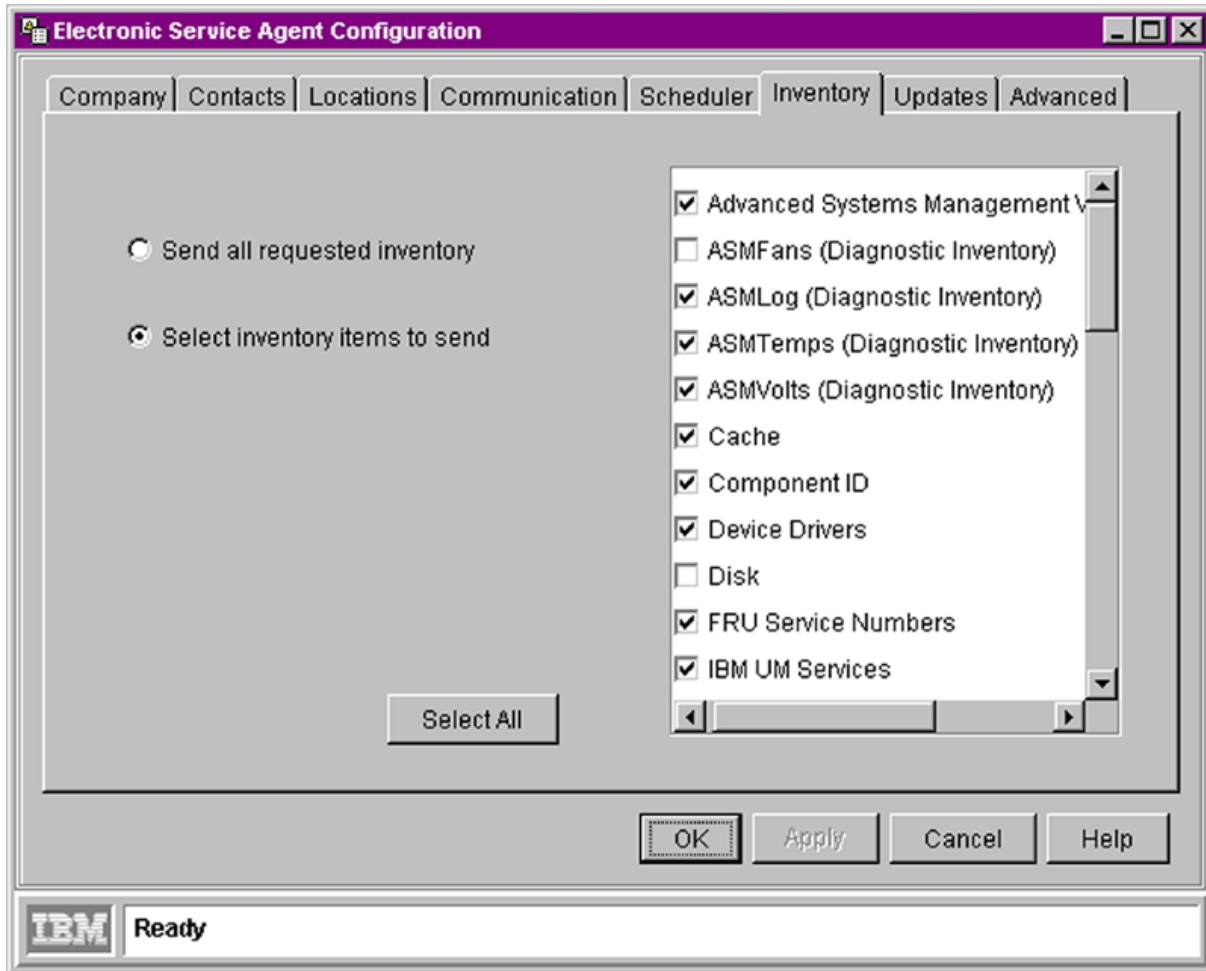 Electronic Service Agent Configuration
Company Contacts Locations Communication Scheduler Inventory Updates Advanced
Send all requested inventory
Select inventory items to send
Advanced Systems Management V
ASMFans (Diagnostic Inventory)
ASMLog (Diagnostic Inventory)
ASMTemps (Diagnostic Inventory)
ASMVolts (Diagnostic Inventory)
Cache
Component ID
Device Drivers
Disk
FRU Service Numbers
IBM UM Services
Select All
OK Apply Cancel Help
IBM Ready